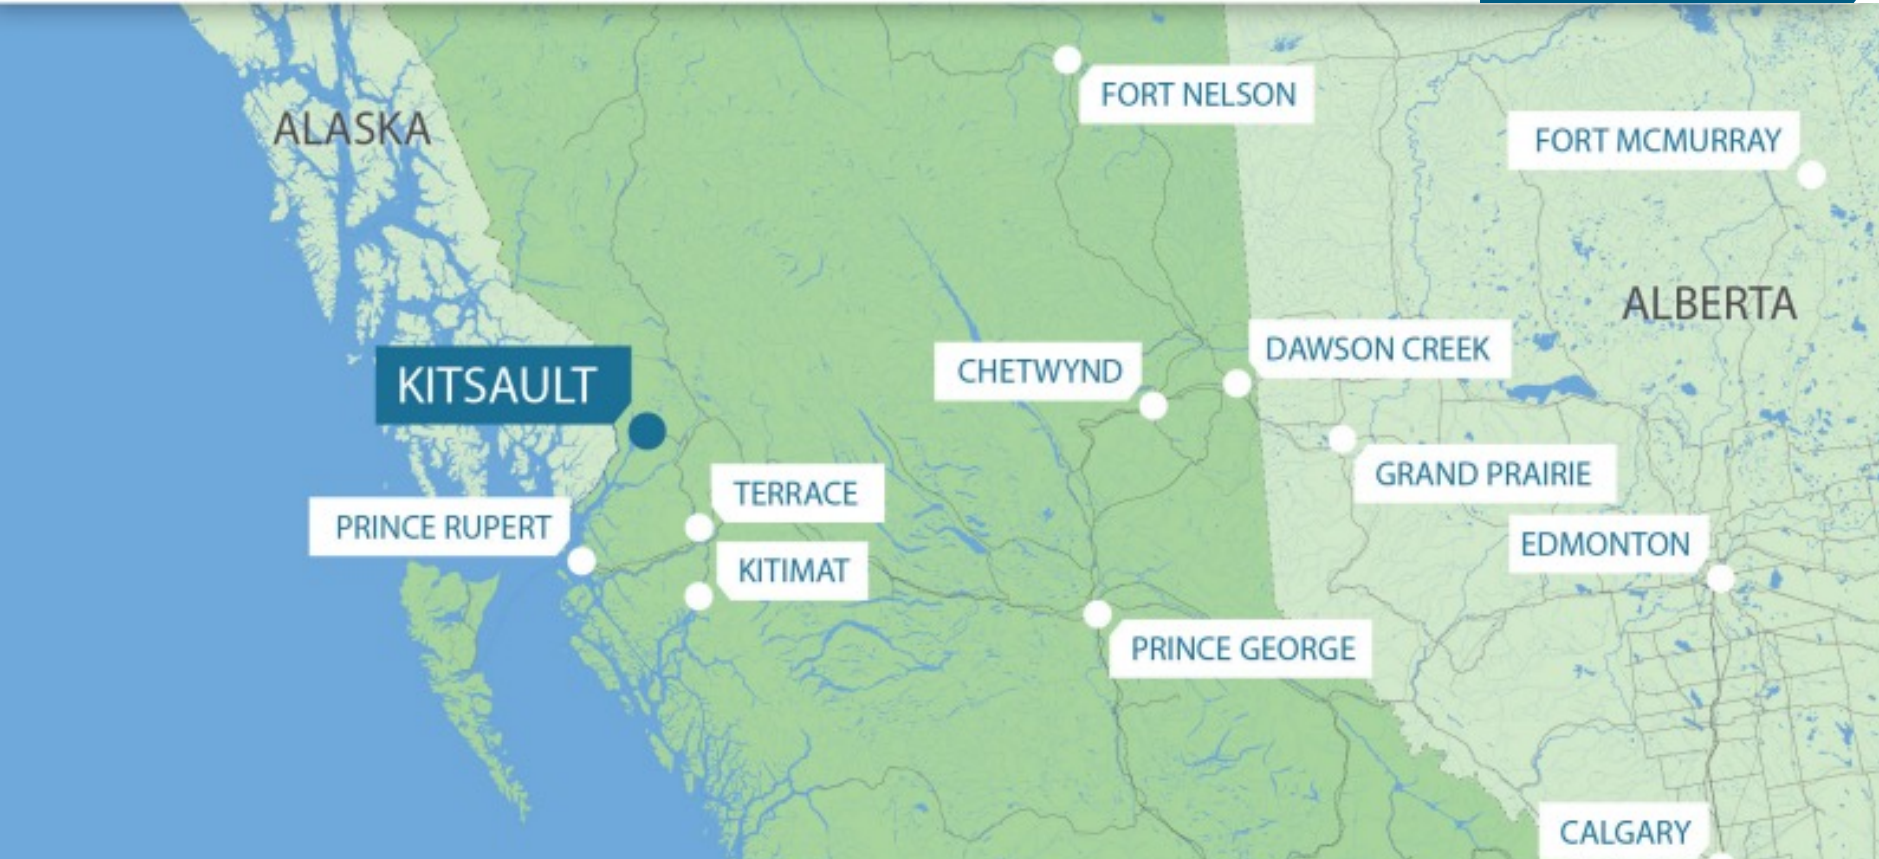 FORT NELSON
ALASKA
FORT MCMURRAY
ALBERTA
DAWSON CREEK
CHETWYND
KITSAULT
GRAND PRAIRIE
TERRACE
PRINCE RUPERT
EDMONTON
KITIMAT
PRINCE GEORGE
CALGARY